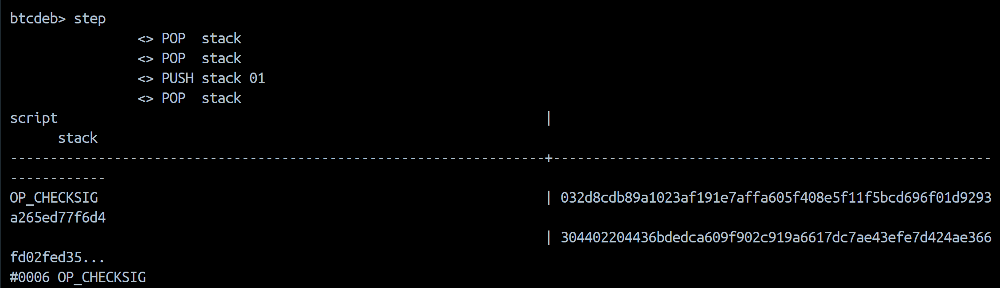 btcdeb> step
                <> POP  stack
                <> POP  stack
                <> PUSH stack 01
                <> POP  stack
script                                                             |
      stack
-------------------------------------------------------------------+-------------------------------------------------------
------------
OP_CHECKSIG                                                        | 032d8cdb89a1023af191e7affa605f408e5f11f5bcd696f01d9293
a265ed77f6d4
                                                                   | 304402204436bdedca609f902c919a6617dc7ae43efe7d424ae366
fd02fed35...
#0006 OP_CHECKSIG